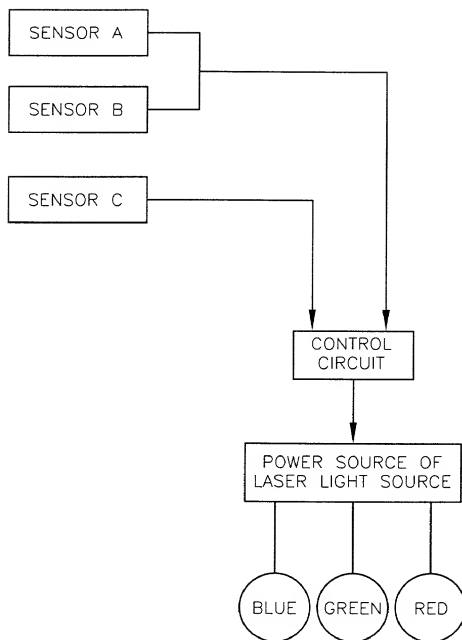 SENSOR A
SENSOR B
SENSOR C
CONTROL
CIRCUIT
POWER SOURCE OF
LASER LIGHT SOURCE
BLUE
GREEN
RED